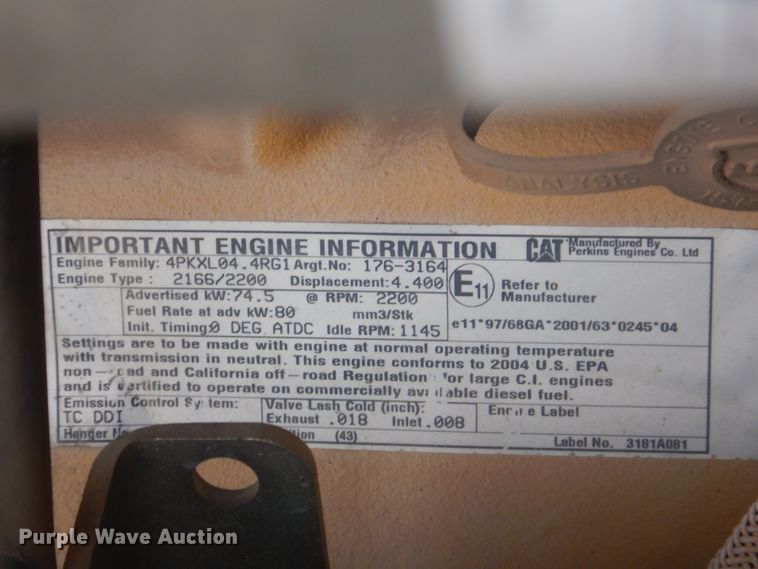 ENGINE
ANALYSIS
IMPORTANT ENGINE INFORMATION CAT Manufactured By
Perkins Engines Co. Ltd
Engine Family: 4PKXL04.4RG1 Argt.No: 176-3164
Engine Type : 2166/2200 Displacement:4.400
E11 Refer to
Manufacturer
Advertised kW:74.5 @ RPM: 2200
Fuel Rate at adv kW:80 mm3/Stk
Init. Timing:0 DEG ATDC Idle RPM: 1145
e11*97/68GA*2001/63*0245*04
Settings are to be made with engine at normal operating temperature
with transmission in neutral. This engine conforms to 2004 U.S. EPA
non-road and California off-road Regulation for large C.I. engines
and is certified to operate on commercially available diesel fuel.
Emission Control System: Valve Lash Cold (inch): Engine Label
TC DDI Exhaust .018 Inlet .008
Hanger (43) Label No. 3181A081
Purple Wave Auction